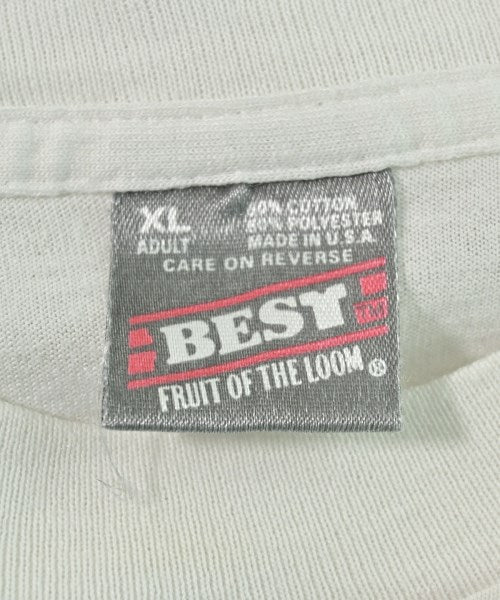 XL
ADULT
COTTON
POLYESTER
MADE IN U.S.A.
CARE ON REVERSE
BEST
FRUIT OF THE LOOM ®